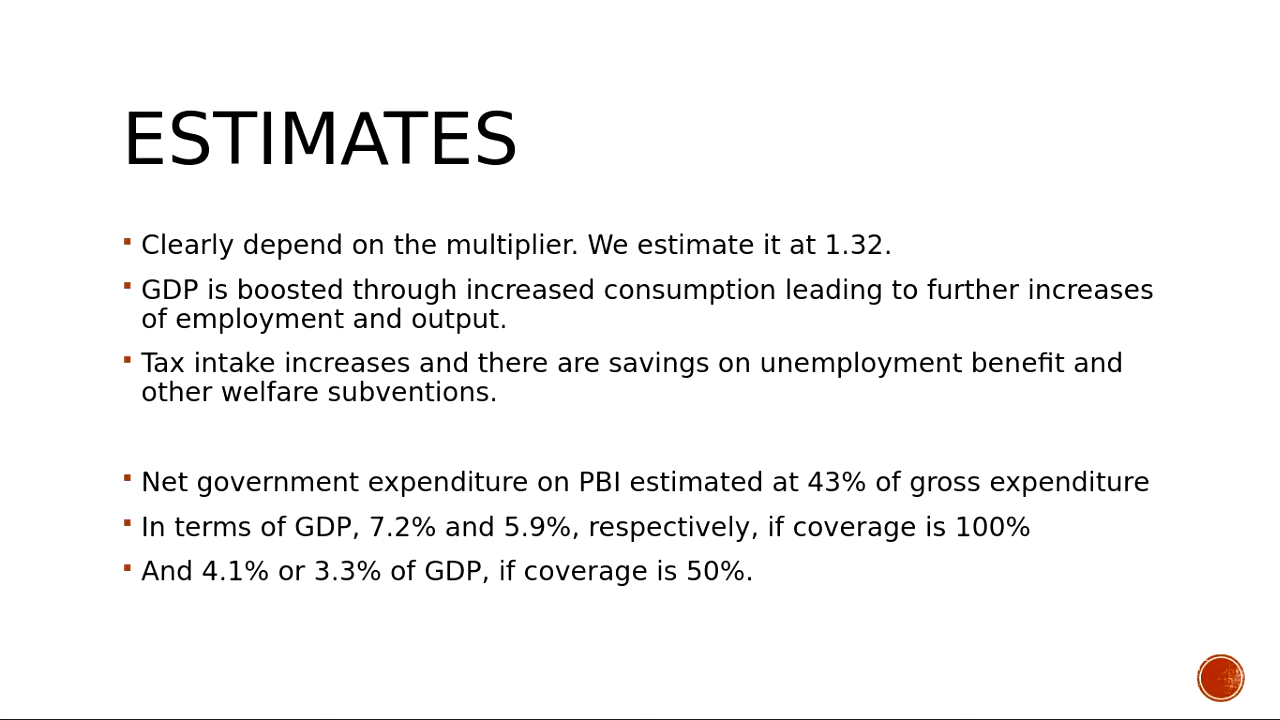 ESTIMATES
Clearly depend on the multiplier. We estimate it at 1.32.
GDP is boosted through increased consumption leading to further increases
of employment and output.
Tax intake increases and there are savings on unemployment benefit and
other welfare subventions.
Net government expenditure on PBI estimated at 43% of gross expenditure
In terms of GDP, 7.2% and 5.9%, respectively, if coverage is 100%
And 4.1% or 3.3% of GDP, if coverage is 50%.